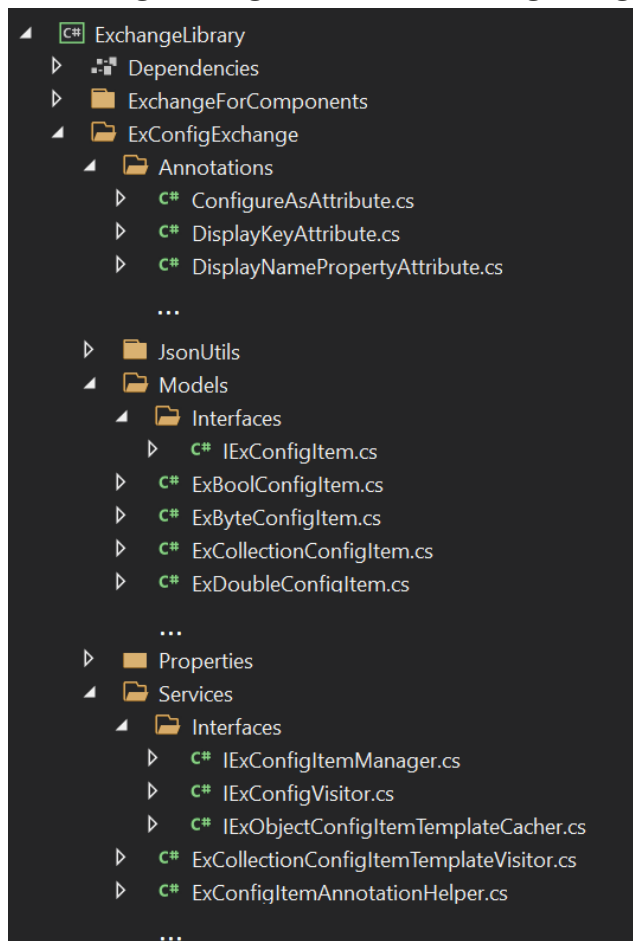 C# ExchangeLibrary
Dependencies
ExchangeForComponents
ExConfigExchange
Annotations
C# ConfigureAsAttribute.cs
C# DisplayKeyAttribute.cs
C# DisplayNamePropertyAttribute.cs
...
JsonUtils
Models
Interfaces
C# IExConfigItem.cs
C# ExBoolConfigItem.cs
C# ExByteConfigItem.cs
C# ExCollectionConfigItem.cs
C# ExDoubleConfigItem.cs
...
Properties
Services
Interfaces
C# IExConfigItemManager.cs
C# IExConfigVisitor.cs
C# IExObjectConfigItemTemplateCacher.cs
C# ExCollectionConfigItemTemplateVisitor.cs
C# ExConfigItemAnnotationHelper.cs
...